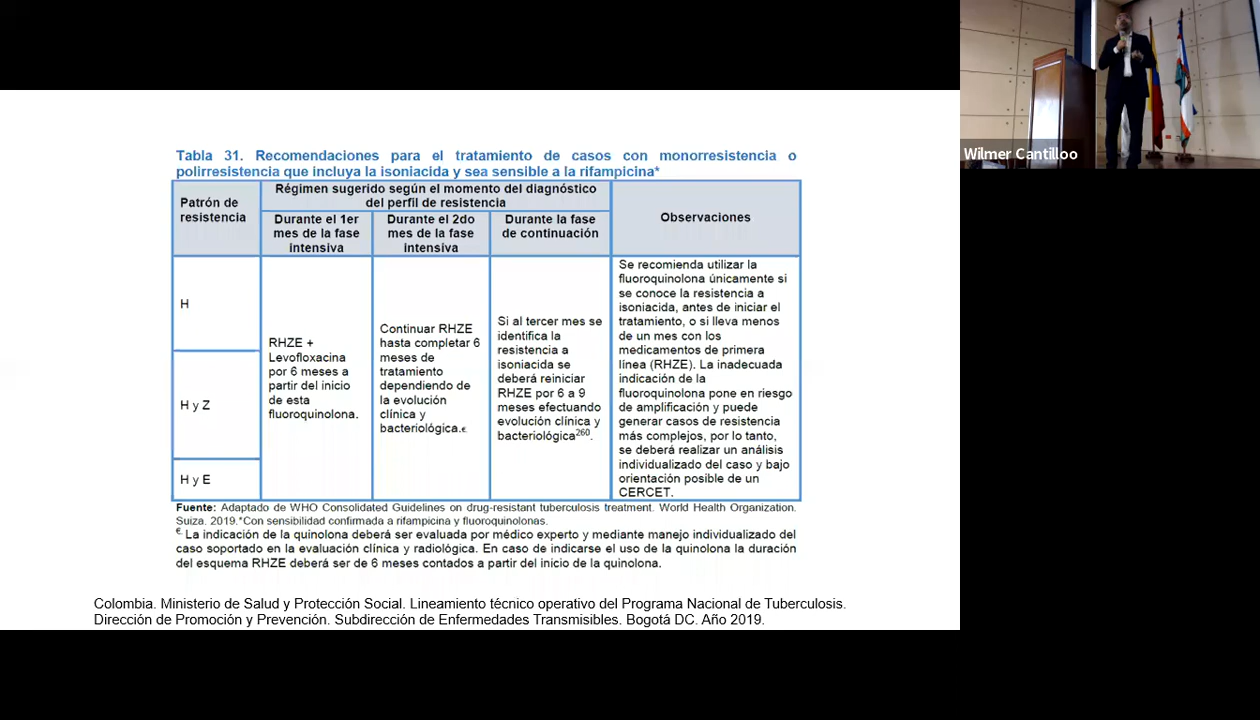 Wilmer Cantilloo
Tabla 31. Recomendaciones para el tratamiento de casos con monorresistencia o
polirresistencia que incluya la isoniacida y sea sensible a la rifampicina*
Patrón de
resistencia
Régimen sugerido según el momento del diagnóstico
del perfil de resistencia
Observaciones
Durante el 1er
mes de la fase
intensiva
Durante el 2do
mes de la fase
intensiva
Durante la fase
de continuación
H
H y Z
H y E
RHZE +
Levofloxacina
por 6 meses a
partir del inicio
de esta
fluoroquinolona.
Continuar RHZE
hasta completar 6
meses de
tratamiento
dependiendo de
la evolución
clínica y
bacteriológica.€
Si al tercer mes se
identifica la
resistencia a
isoniacida se
deberá reiniciar
RHZE por 6 a 9
meses efectuando
evolución clínica y
bacteriológica260.
Se recomienda utilizar la
fluoroquinolona únicamente si
se conoce la resistencia a
isoniacida, antes de iniciar el
tratamiento, o si lleva menos
de un mes con los
medicamentos de primera
línea (RHZE). La inadecuada
indicación de la
fluoroquinolona pone en riesgo
de amplificación y puede
generar casos de resistencia
más complejos, por lo tanto,
se deberá realizar un análisis
individualizado del caso y bajo
orientación posible de un
CERCET.
Fuente: Adaptado de WHO Consolidated Guidelines on drug-resistant tuberculosis treatment. World Health Organization.
Suiza. 2019.*Con sensibilidad confirmada a rifampicina y fluoroquinolonas.
€. La indicación de la quinolona deberá ser evaluada por médico experto y mediante manejo individualizado del
caso soportado en la evaluación clínica y radiológica. En caso de indicarse el uso de la quinolona la duración
del esquema RHZE deberá ser de 6 meses contados a partir del inicio de la quinolona.
Colombia. Ministerio de Salud y Protección Social. Lineamiento técnico operativo del Programa Nacional de Tuberculosis.
Dirección de Promoción y Prevención. Subdirección de Enfermedades Transmisibles. Bogotá DC. Año 2019.